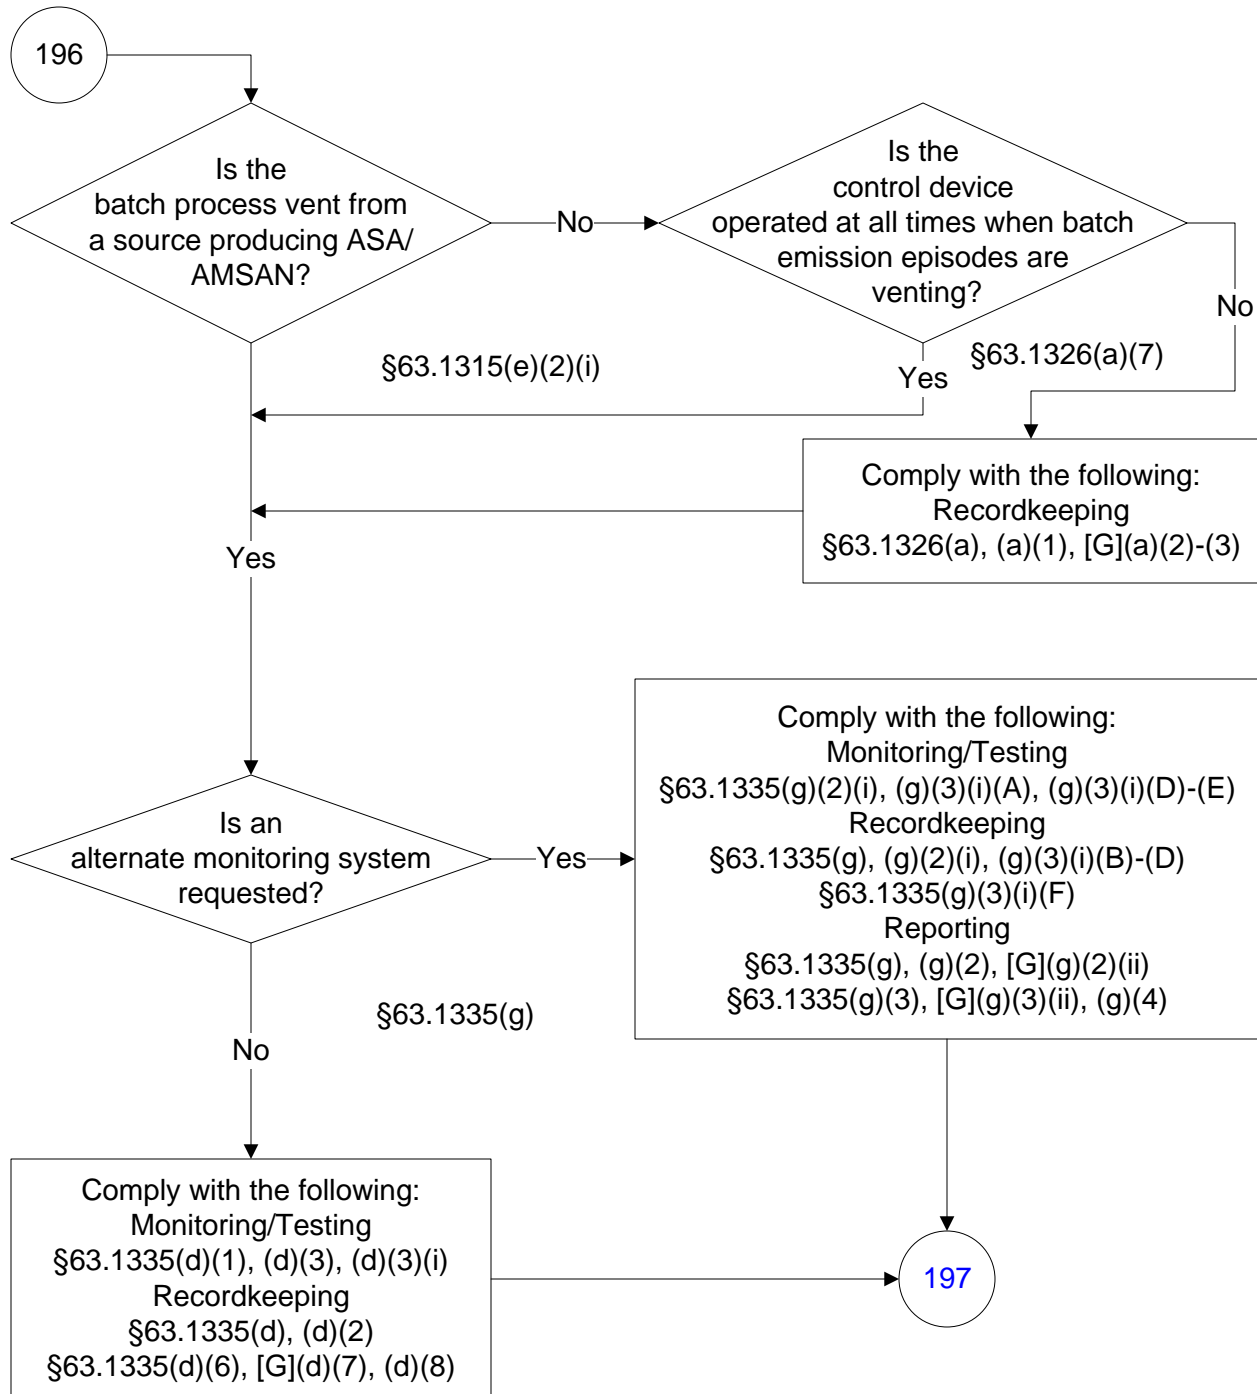 196
Is the
batch process vent from
a source producing ASA/
AMSAN?
No
Is the
control device
operated at all times when batch
emission episodes are
venting?
No
§63.1315(e)(2)(i)
Yes
§63.1326(a)(7)
Comply with the following:
Recordkeeping
§63.1326(a), (a)(1), [G](a)(2)-(3)
Yes
Is an
alternate monitoring system
requested?
Yes
Comply with the following:
Monitoring/Testing
§63.1335(g)(2)(i), (g)(3)(i)(A), (g)(3)(i)(D)-(E)
Recordkeeping
§63.1335(g), (g)(2)(i), (g)(3)(i)(B)-(D)
§63.1335(g)(3)(i)(F)
Reporting
§63.1335(g), (g)(2), [G](g)(2)(ii)
§63.1335(g)(3), [G](g)(3)(ii), (g)(4)
§63.1335(g)
No
Comply with the following:
Monitoring/Testing
§63.1335(d)(1), (d)(3), (d)(3)(i)
Recordkeeping
§63.1335(d), (d)(2)
§63.1335(d)(6), [G](d)(7), (d)(8)
197